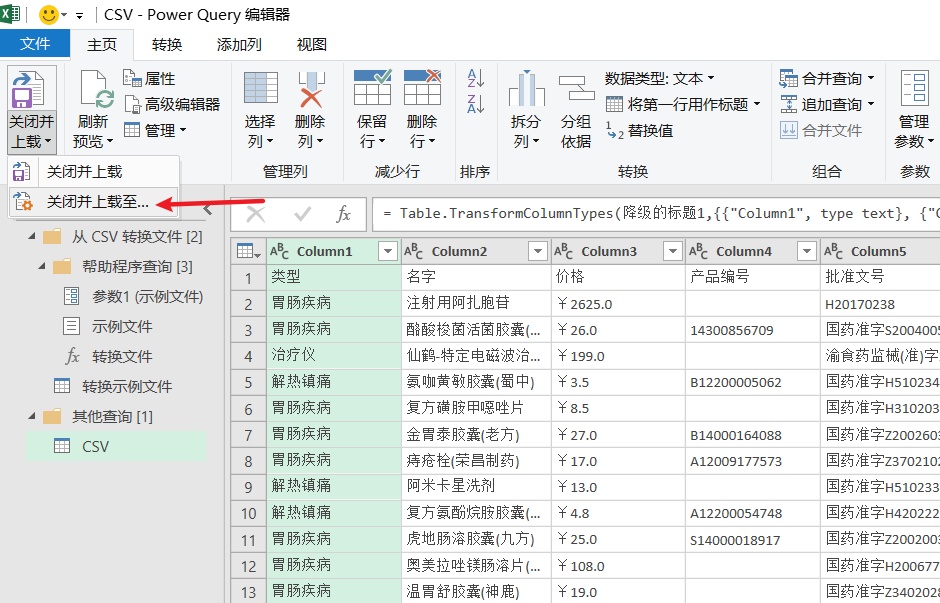 CSV - Power Query 编辑器
文件 主页 转换 添加列 视图
关闭并上载
刷新预览
属性
高级编辑器
管理
选择列
删除列
管理列
保留行
删除行
减少行
排序
拆分列
分组依据
数据类型: 文本
将第一行用作标题
替换值
转换
合并查询
追加查询
合并文件
组合
管理参数
参数
关闭并上载
关闭并上载至...
= Table.TransformColumnTypes(降级的标题1,{{"Column1", type text}, {"C
从 CSV 转换文件 [2]
帮助程序查询 [3]
参数1 (示例文件)
示例文件
转换文件
转换示例文件
其他查询 [1]
CSV
Column1 Column2 Column3 Column4 Column5
1 类型 名字 价格 产品编号 批准文号
2 胃肠疾病 注射用阿扎胞苷 ￥2625.0 H20170238
3 胃肠疾病 酪酸梭菌活菌胶囊(... ￥26.0 14300856709 国药准字S200400
4 治疗仪 仙鹤-特定电磁波治... ￥199.0 渝食药监械(准)字
5 解热镇痛 氨咖黄敏胶囊(蜀中) ￥3.5 B12200005062 国药准字H510234
6 胃肠疾病 复方磺胺甲噁唑片 ￥8.5 国药准字H310203
7 胃肠疾病 金胃泰胶囊(老方) ￥27.0 B14000164088 国药准字Z2002603
8 胃肠疾病 痔疮栓(荣昌制药) ￥17.0 A12009177573 国药准字Z3702102
9 解热镇痛 阿米卡星洗剂 ￥13.0 国药准字H510233
10 解热镇痛 复方氨酚烷胺胶囊(... ￥4.8 A12200054748 国药准字H420222
11 胃肠疾病 虎地肠溶胶囊(九方) ￥25.0 S14000018917 国药准字Z2002003
12 胃肠疾病 奥美拉唑镁肠溶片(... ￥108.0 国药准字H200677
13 胃肠疾病 温胃舒胶囊(神鹿) ￥19.0 国药准字Z3402028